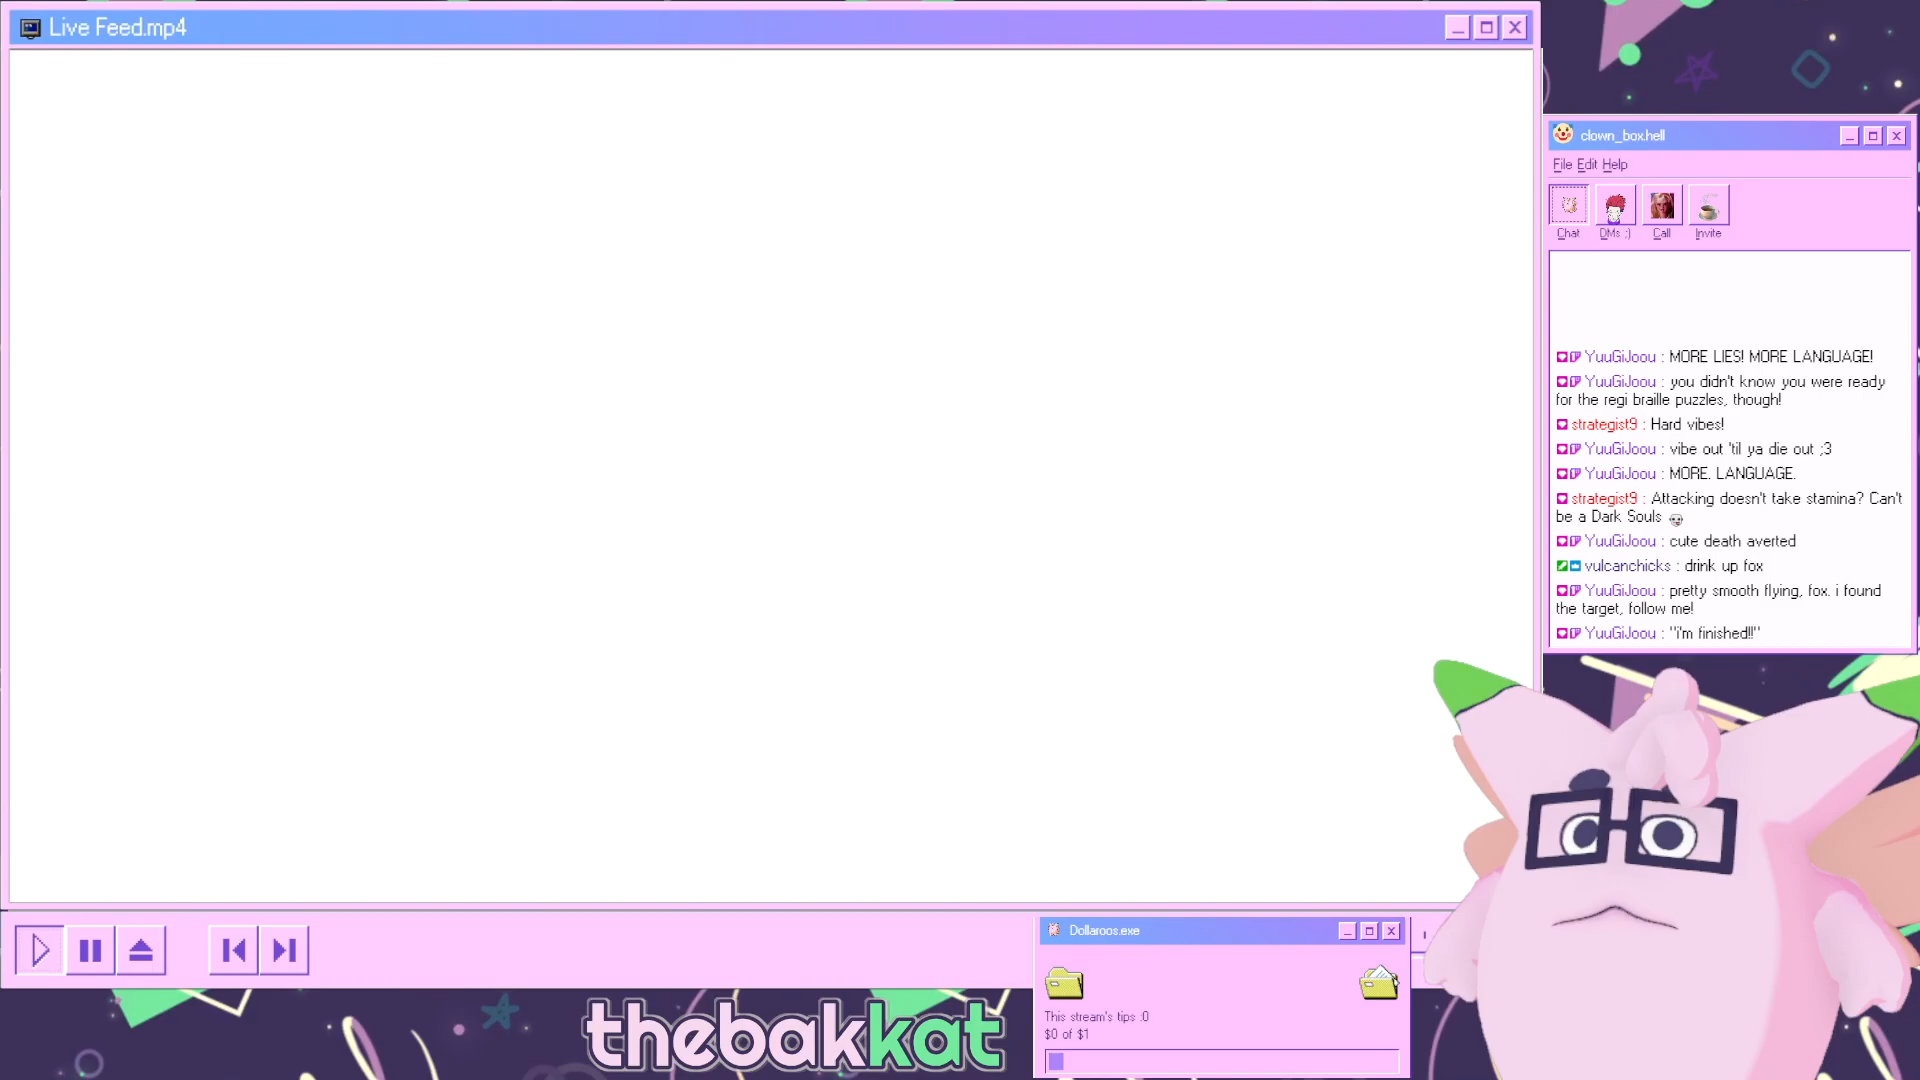 Live Feed.mp4
clown_box.hell
File Edit Help
Chat DMs ;) Call Invite
YuuGiJoou : MORE LIES! MORE LANGUAGE!
YuuGiJoou : you didn't know you were ready
for the regi braille puzzles, though!
strategist9 : Hard vibes!
YuuGiJoou : vibe out 'til ya die out ;3
YuuGiJoou : MORE. LANGUAGE.
strategist9 : Attacking doesn't take stamina? Can't
be a Dark Souls
YuuGiJoou : cute death averted
vulcanchicks : drink up fox
YuuGiJoou : pretty smooth flying, fox. i found
the target, follow me!
YuuGiJoou : "i'm finished!!"
Dollaroos.exe
This stream's tips :0
$0 of $1
thebakkat